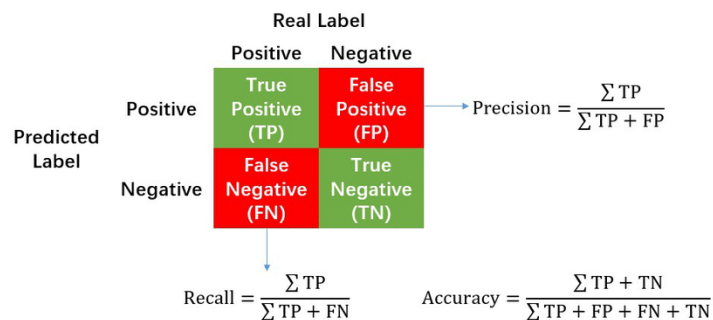 Real Label
Positive Negative
True Positive (TP)
False Positive (FP)
Positive
Precision = ∑ TP / ∑ TP + FP
Predicted Label
False Negative (FN)
True Negative (TN)
Negative
Recall = ∑ TP / ∑ TP + FN
Accuracy = ∑ TP + TN / ∑ TP + FP + FN + TN